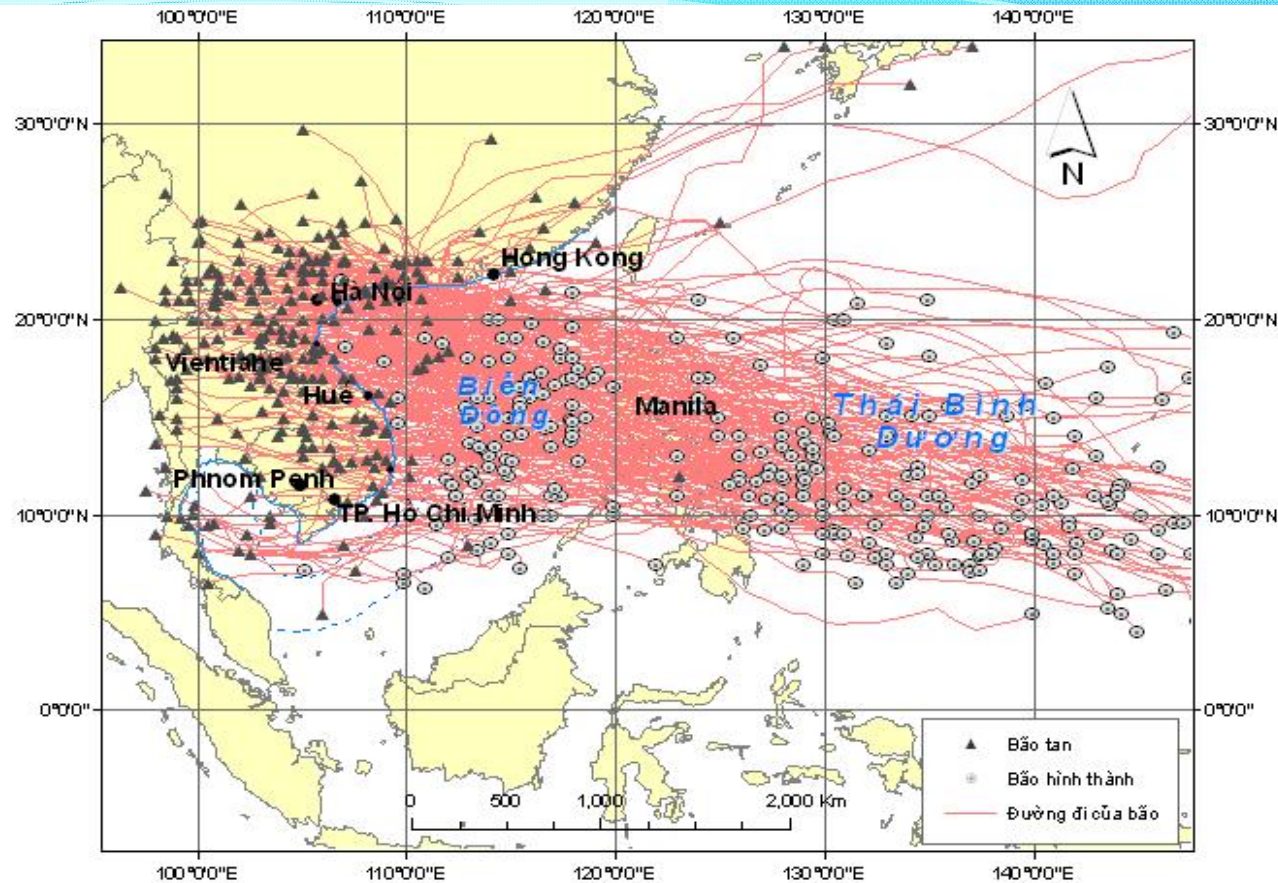 100°0'0"E 110°0'0"E 120°0'0"E 130°0'0"E 140°0'0"E
30°0'0"N 30°0'0"N
N
Hong Kong
Hà Nội
20°0'0"N 20°0'0"N
Vientiahe
Huế
Biển
Đông
Manila
Thái Bình
Dương
Phnom Penh
TP. Hồ Chí Minh
10°0'0"N 10°0'0"N
0°0'0" 0°0'0"
Bão tan
Bão hình thành
Đường đi của bão
0 500 1,000 2,000 Km
100°0'0"E 110°0'0"E 120°0'0"E 130°0'0"E 140°0'0"E